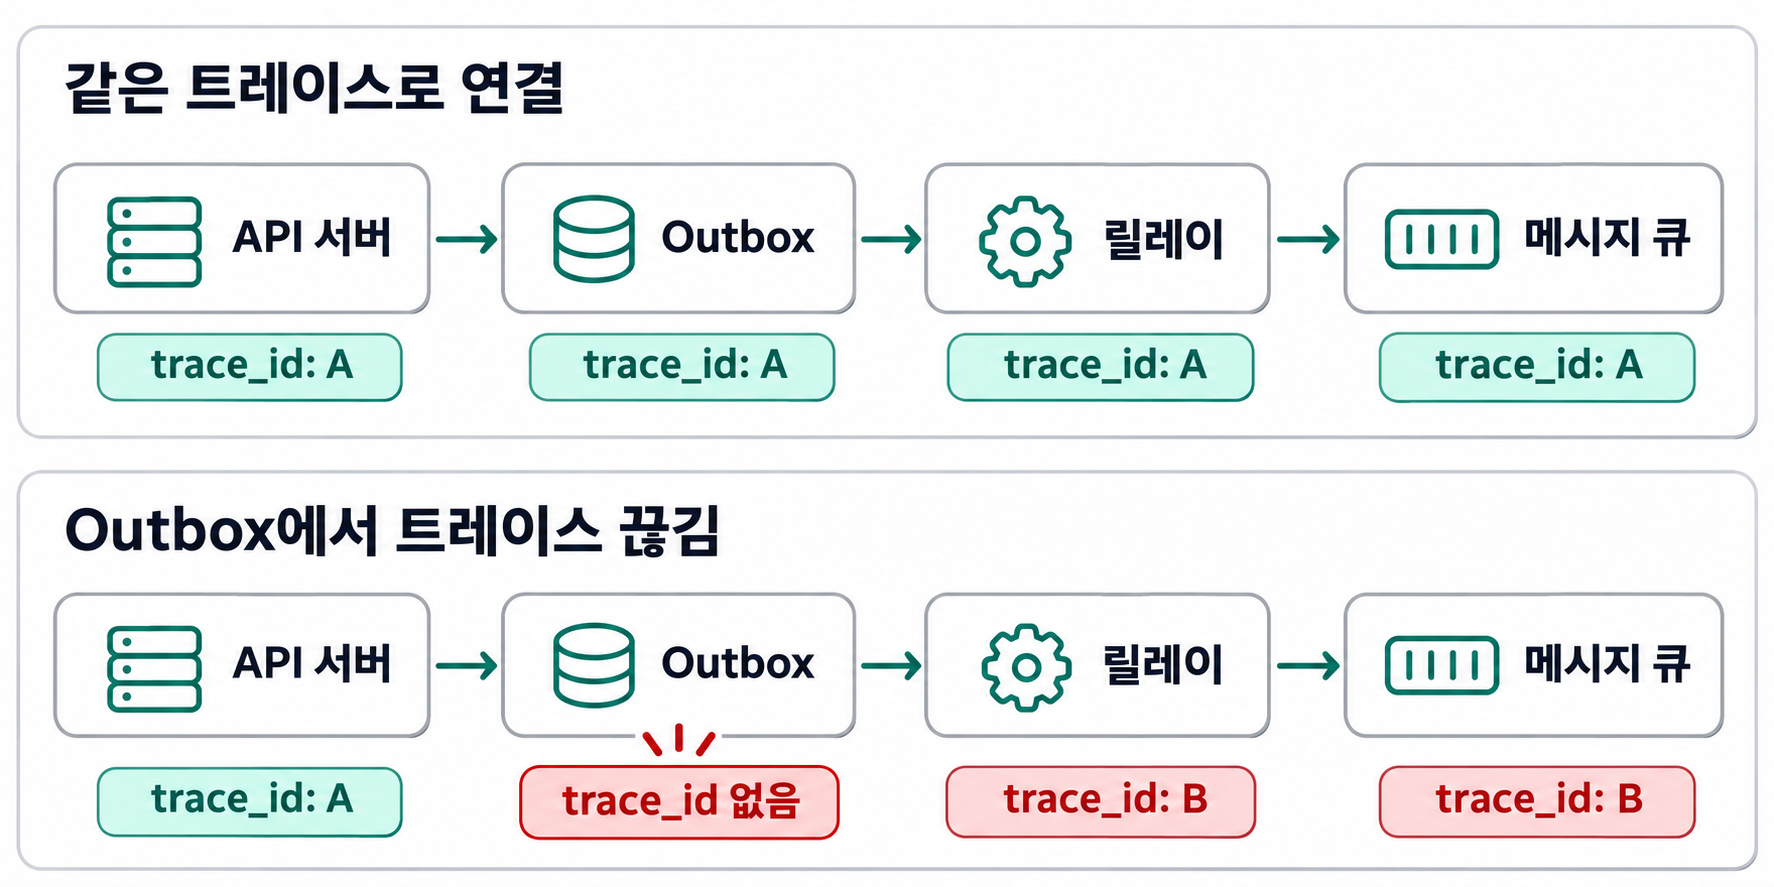 같은 트레이스로 연결
API 서버
Outbox
릴레이
메시지 큐
trace_id: A
trace_id: A
trace_id: A
trace_id: A
Outbox에서 트레이스 끊김
API 서버
Outbox
릴레이
메시지 큐
trace_id: A
trace_id 없음
trace_id: B
trace_id: B